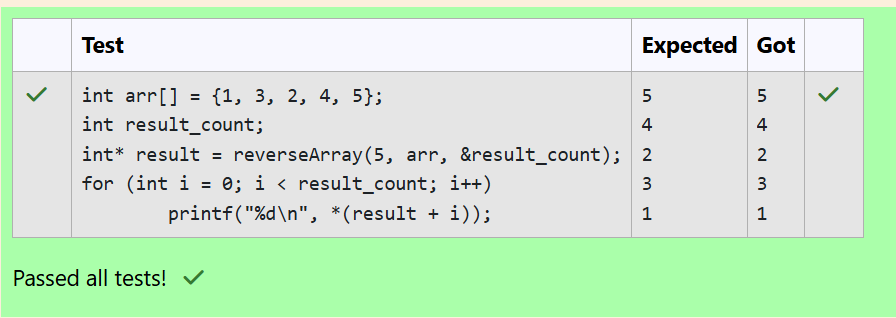 Test Expected Got
int arr[] = {1, 3, 2, 4, 5}; 5 5
int result_count; 4 4
int* result = reverseArray(5, arr, &result_count); 2 2
for (int i = 0; i < result_count; i++) 3 3
printf("%d\n", *(result + i)); 1 1
Passed all tests!